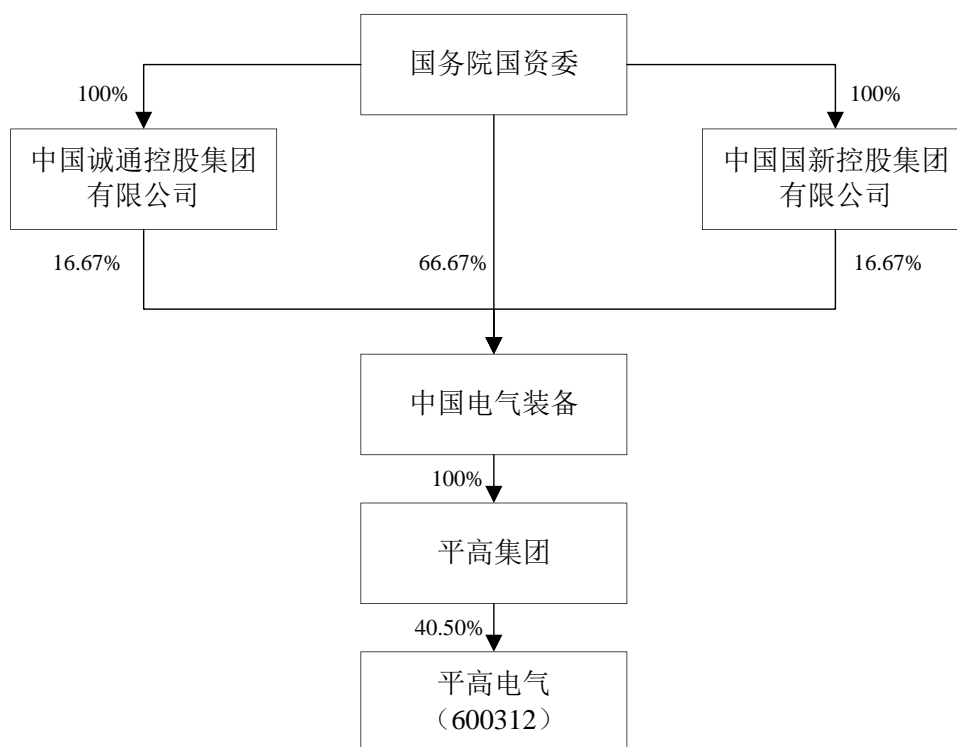 国务院国资委
100%
100%
中国诚通控股集团
有限公司
中国国新控股集团
有限公司
16.67%
66.67%
16.67%
中国电气装备
100%
平高集团
40.50%
平高电气
（600312）